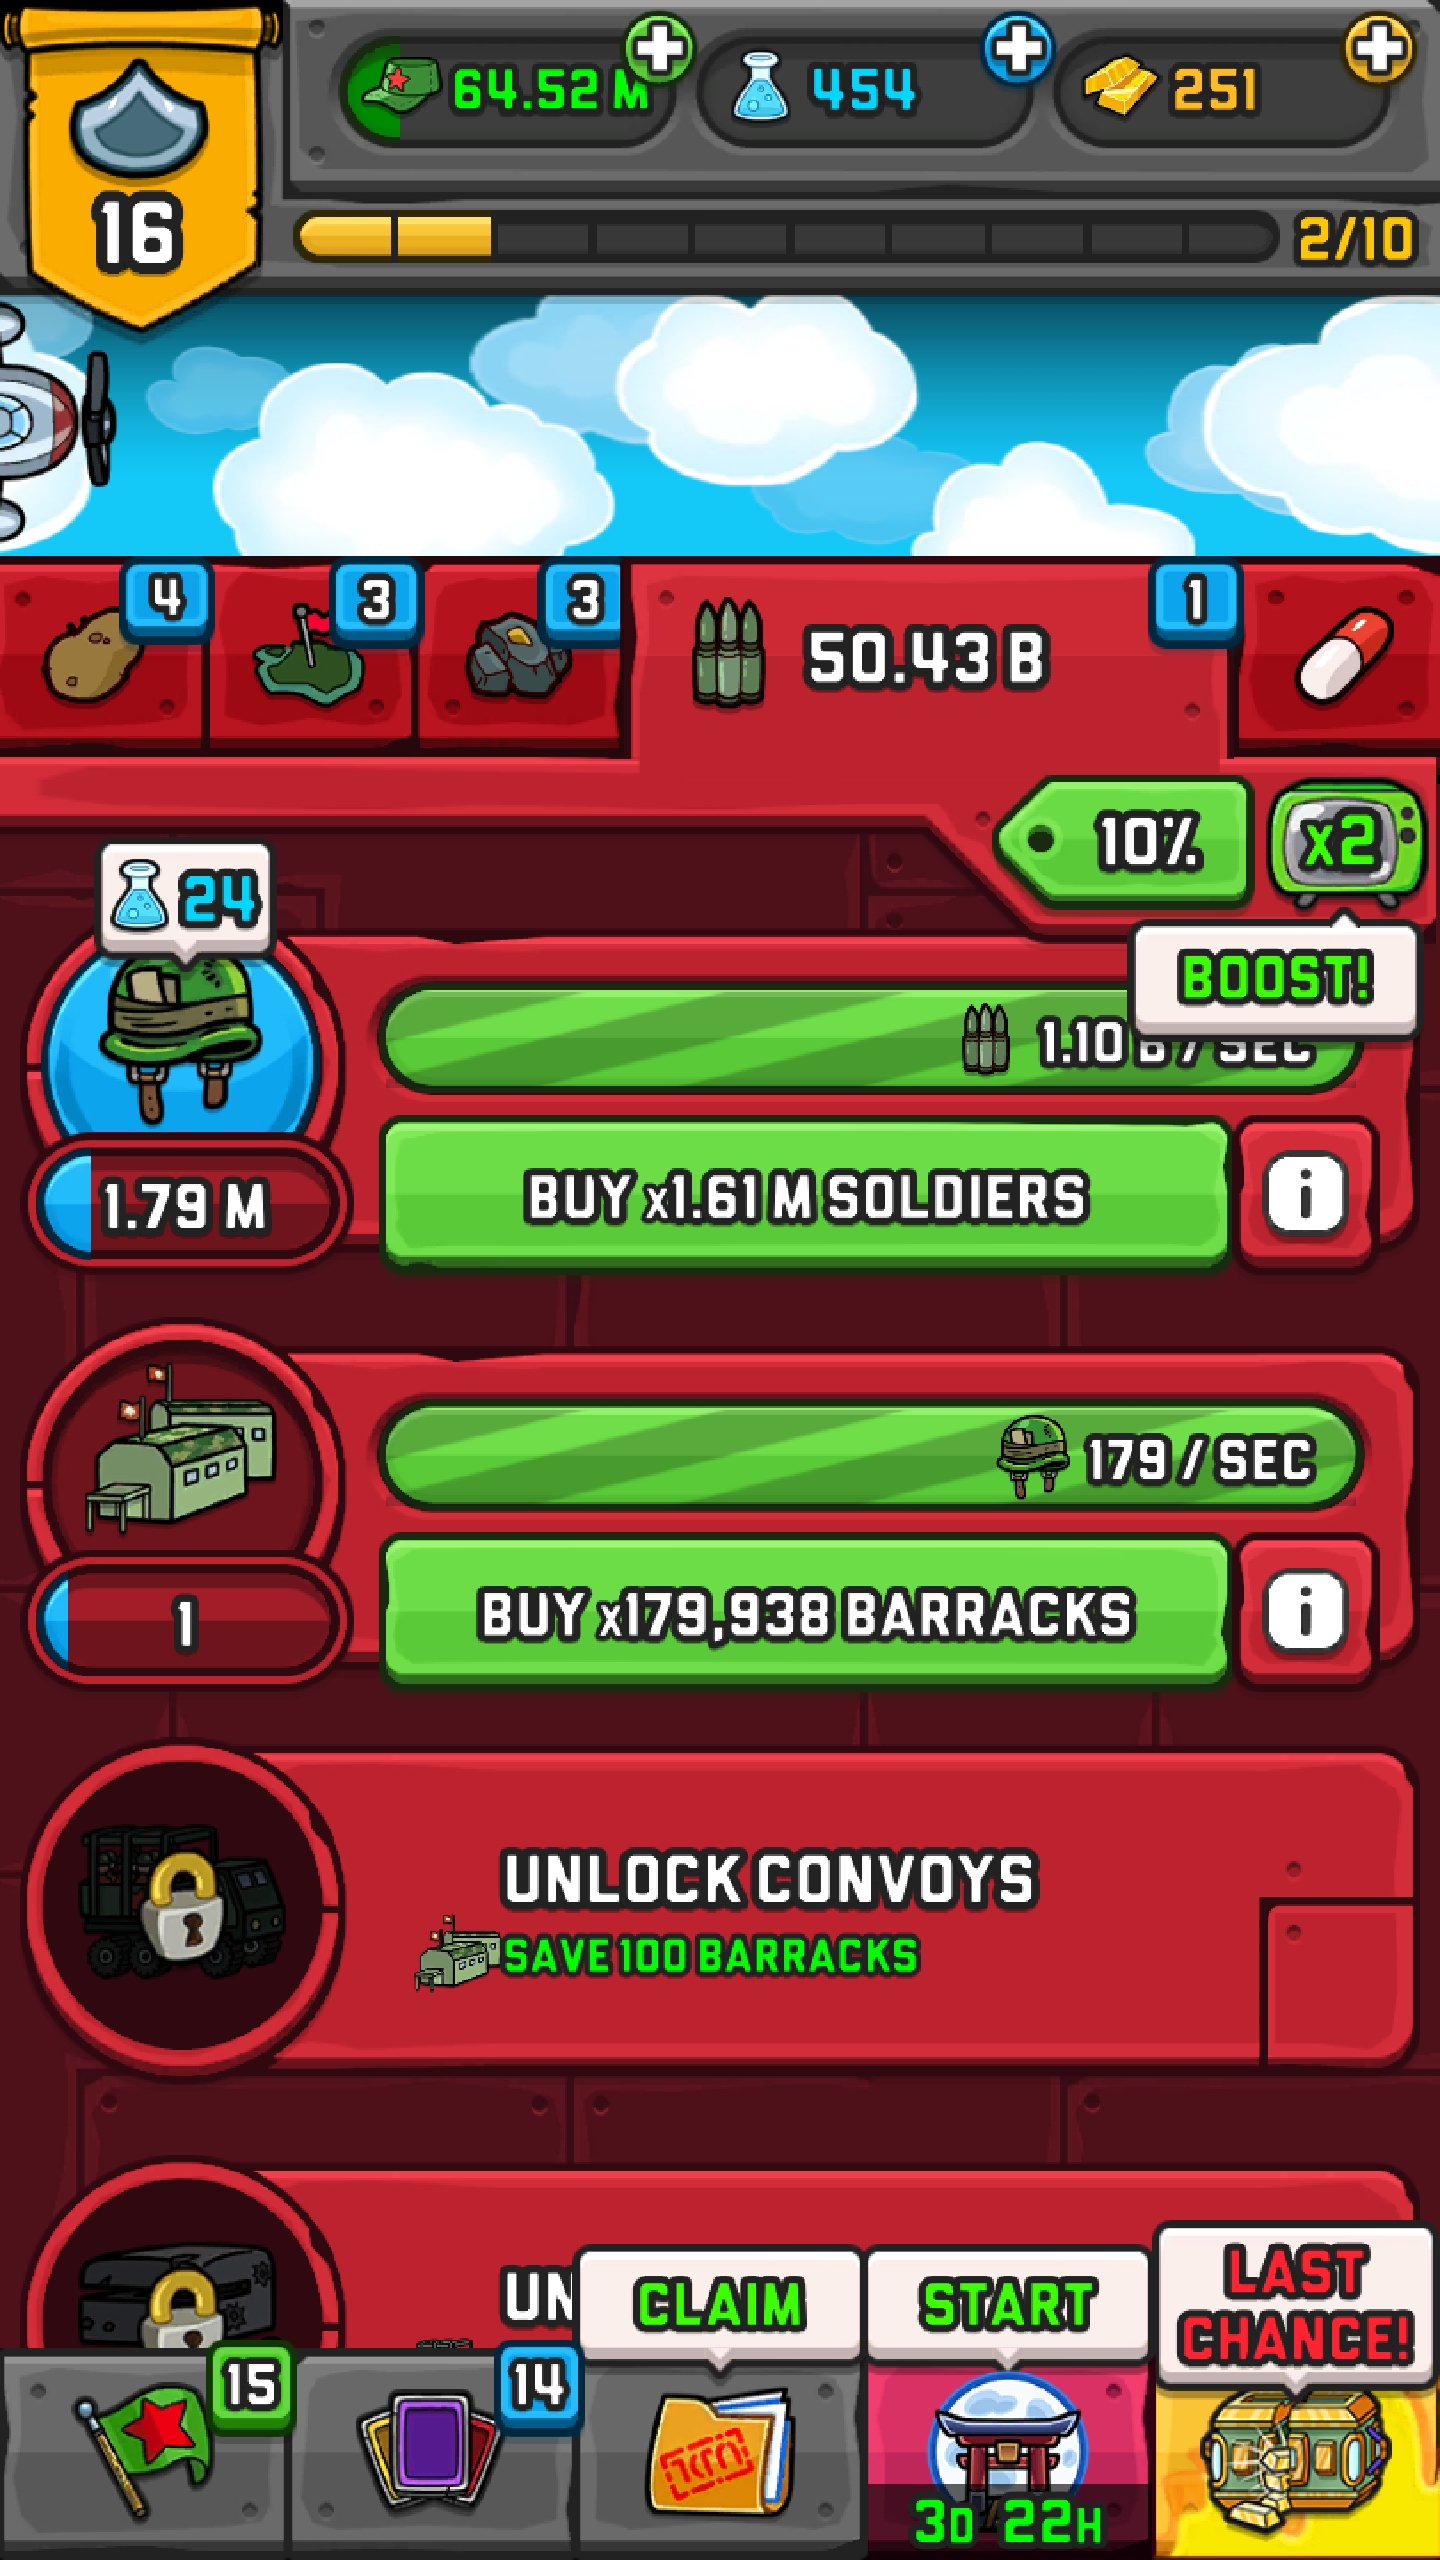 16
64.52 M
454
251
2/10
4
3
3
50.43 B
1
10%
x2
BOOST!
24
1.10 B / SEC
1.79 M
BUY x1.61 M SOLDIERS
i
179 / SEC
1
BUY x179,938 BARRACKS
i
UNLOCK CONVOYS
SAVE 100 BARRACKS
UN
CLAIM
START
LAST
CHANCE!
15
14
3D 22H